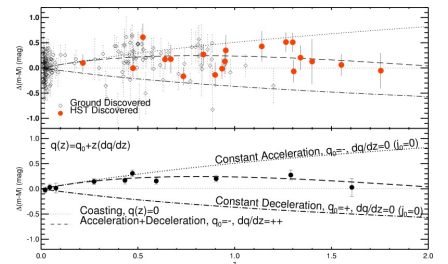 Δ(m-M) (mag)
1.0
0.5
0.0
-0.5
-1.0
Ground Discovered
HST Discovered
Δ(m-M) (mag)
1.0
0.5
0.0
-0.5
-1.0
q(z)=q0+z(dq/dz)
Constant Acceleration, q0=-, dq/dz=0 (j0=0)
Coasting, q(z)=0
Constant Deceleration, q0=+, dq/dz=0 (j0=0)
Acceleration+Deceleration, q0=-, dq/dz=++
0.0 0.5 1.0 1.5 2.0